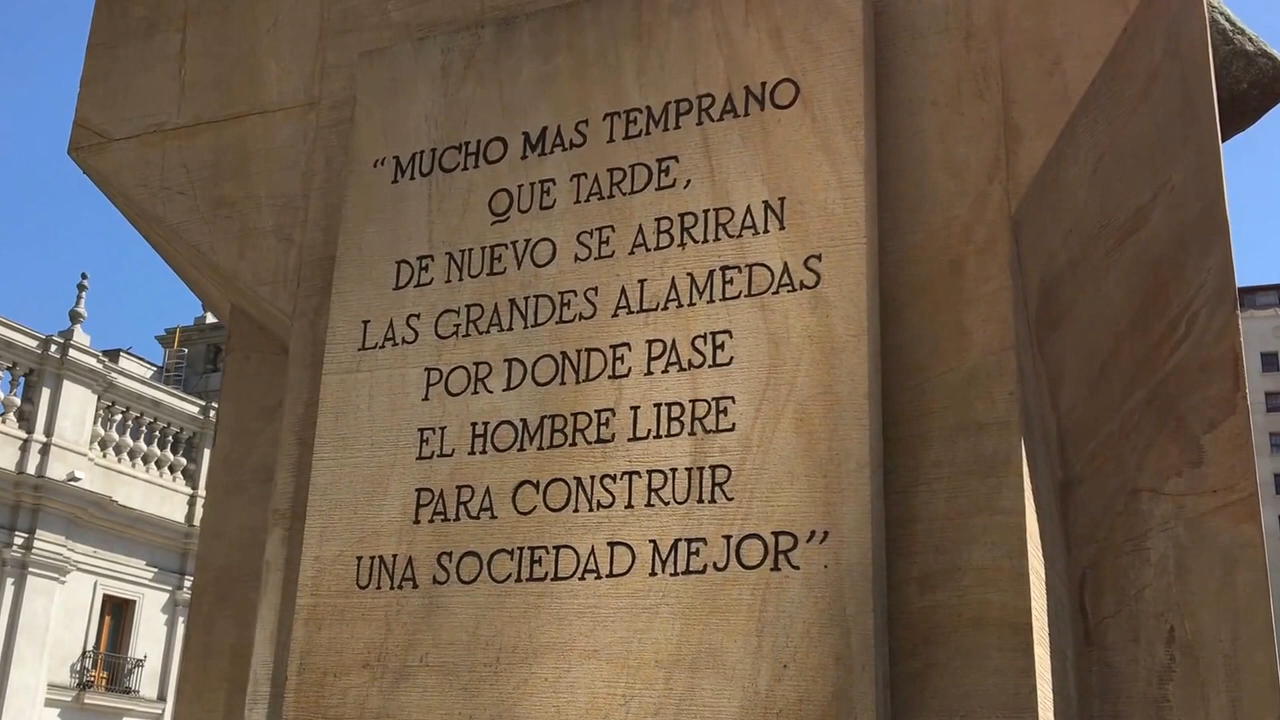 “MUCHO MAS TEMPRANO
QUE TARDE,
DE NUEVO SE ABRIRAN
LAS GRANDES ALAMEDAS
POR DONDE PASE
EL HOMBRE LIBRE
PARA CONSTRUIR
UNA SOCIEDAD MEJOR”.